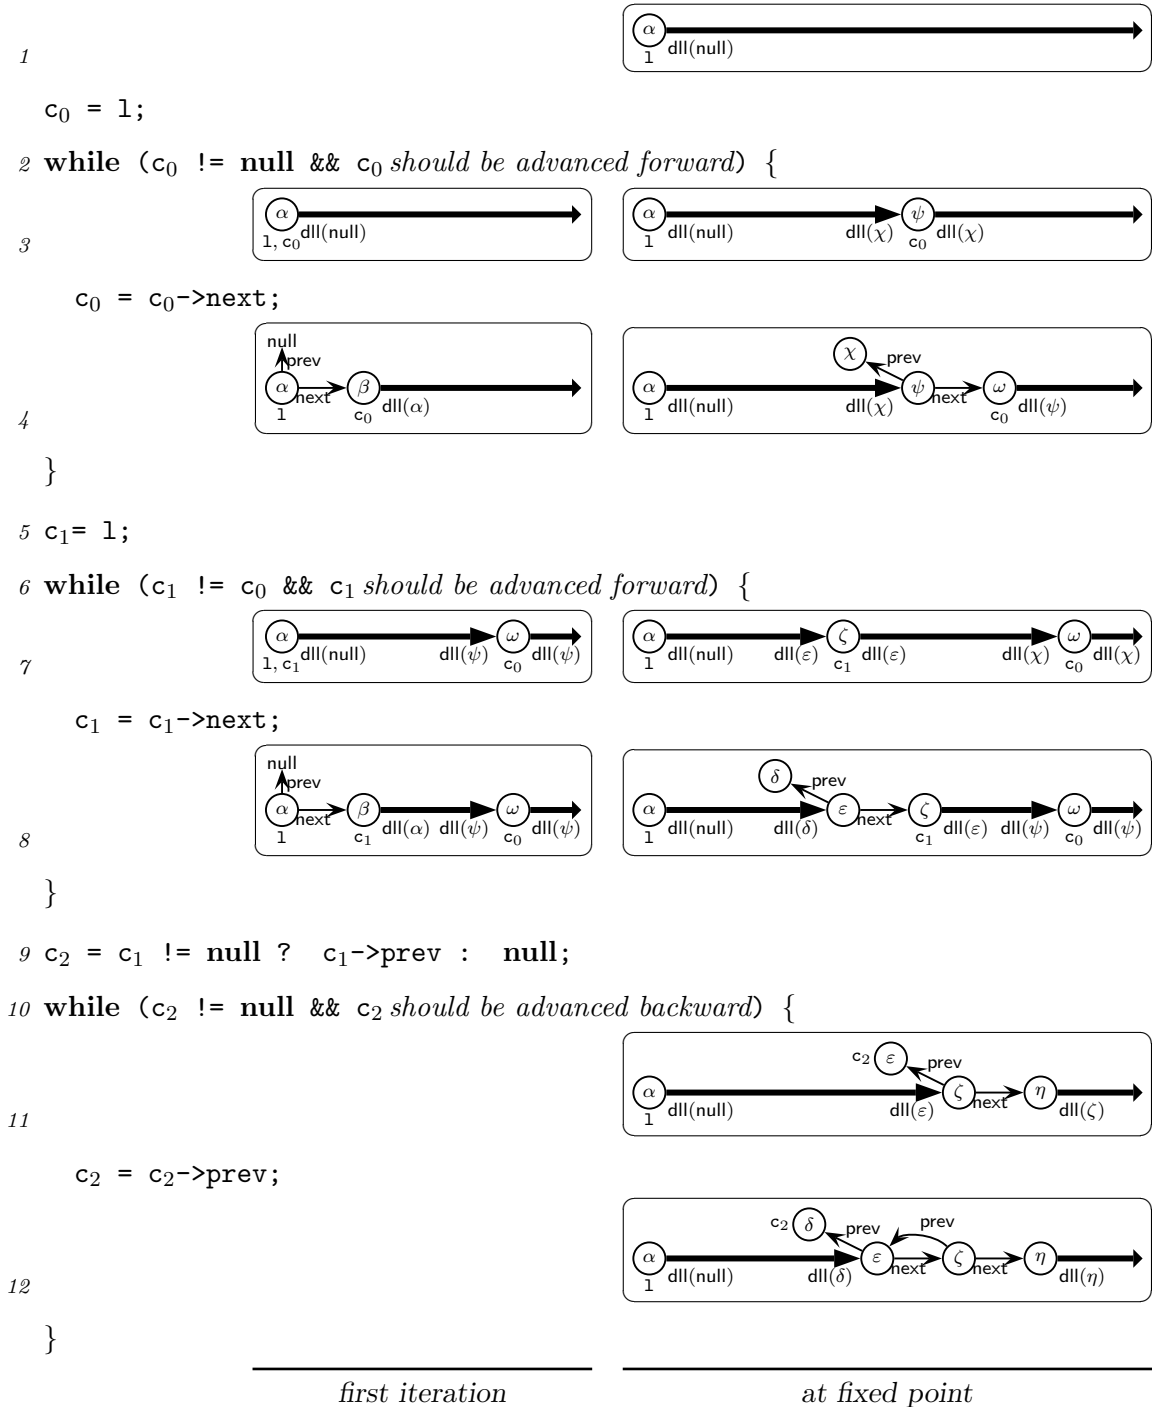 α
l dll(null)
1
c₀ = l;
2 while (c₀ != null && c₀ should be advanced forward) {
α
l, c₀ dll(null)
α ψ
l dll(null) dll(χ) c₀ dll(χ)
3
c₀ = c₀->next;
null
prev
α next β
l c₀ dll(α)
χ prev
α ψ next ω
l dll(null) dll(χ) c₀ dll(ψ)
4
}
5 c₁= l;
6 while (c₁ != c₀ && c₁ should be advanced forward) {
α ω
l, c₁ dll(null) dll(ψ) c₀ dll(ψ)
α ζ ω
l dll(null) dll(ε) c₁ dll(ε) dll(χ) c₀ dll(χ)
7
c₁ = c₁->next;
null
prev
α next β ω
l c₁ dll(α) dll(ψ) c₀ dll(ψ)
δ prev
α ε next ζ ω
l dll(null) dll(δ) c₁ dll(ε) dll(ψ) c₀ dll(ψ)
8
}
9 c₂ = c₁ != null ? c₁->prev : null;
10 while (c₂ != null && c₂ should be advanced backward) {
c₂ ε prev
α ζ next η
l dll(null) dll(ε) dll(ζ)
11
c₂ = c₂->prev;
c₂ δ prev prev
α ε next ζ next η
l dll(null) dll(δ) dll(η)
12
}
first iteration at fixed point